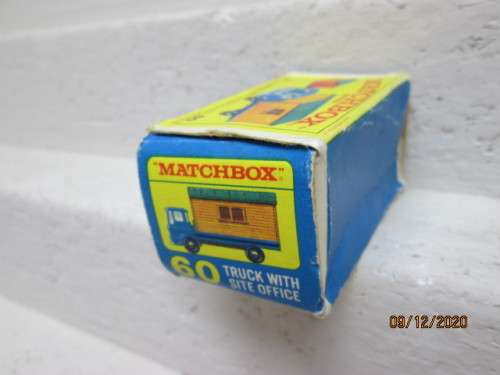 MATCHBOX
"MATCHBOX"
60 TRUCK WITH
SITE OFFICE
09/12/2020